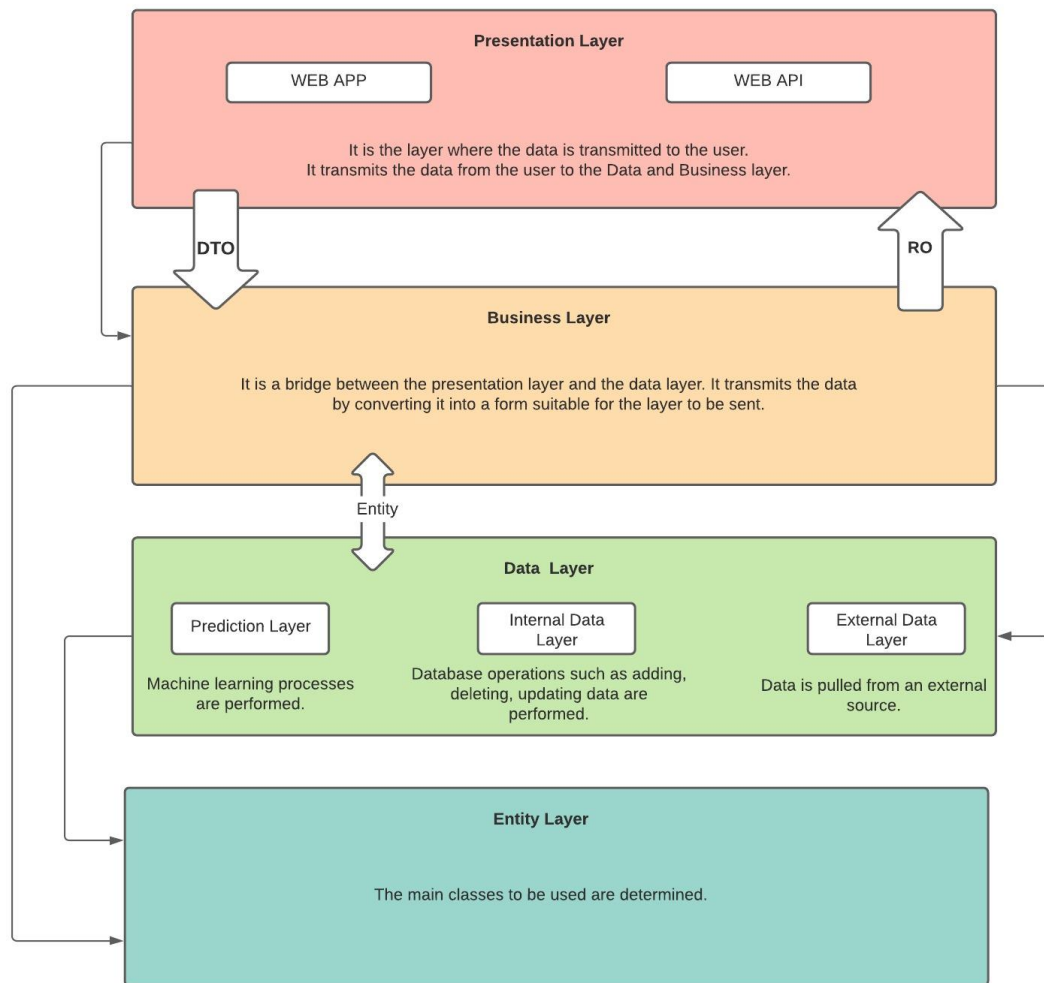 Presentation Layer
WEB APP
WEB API
It is the layer where the data is transmitted to the user.
It transmits the data from the user to the Data and Business layer.
DTO
RO
Business Layer
It is a bridge between the presentation layer and the data layer. It transmits the data
by converting it into a form suitable for the layer to be sent.
Entity
Data Layer
Prediction Layer
Machine learning processes
are performed.
Internal Data
Layer
Database operations such as adding,
deleting, updating data are
performed.
External Data
Layer
Data is pulled from an external
source.
Entity Layer
The main classes to be used are determined.